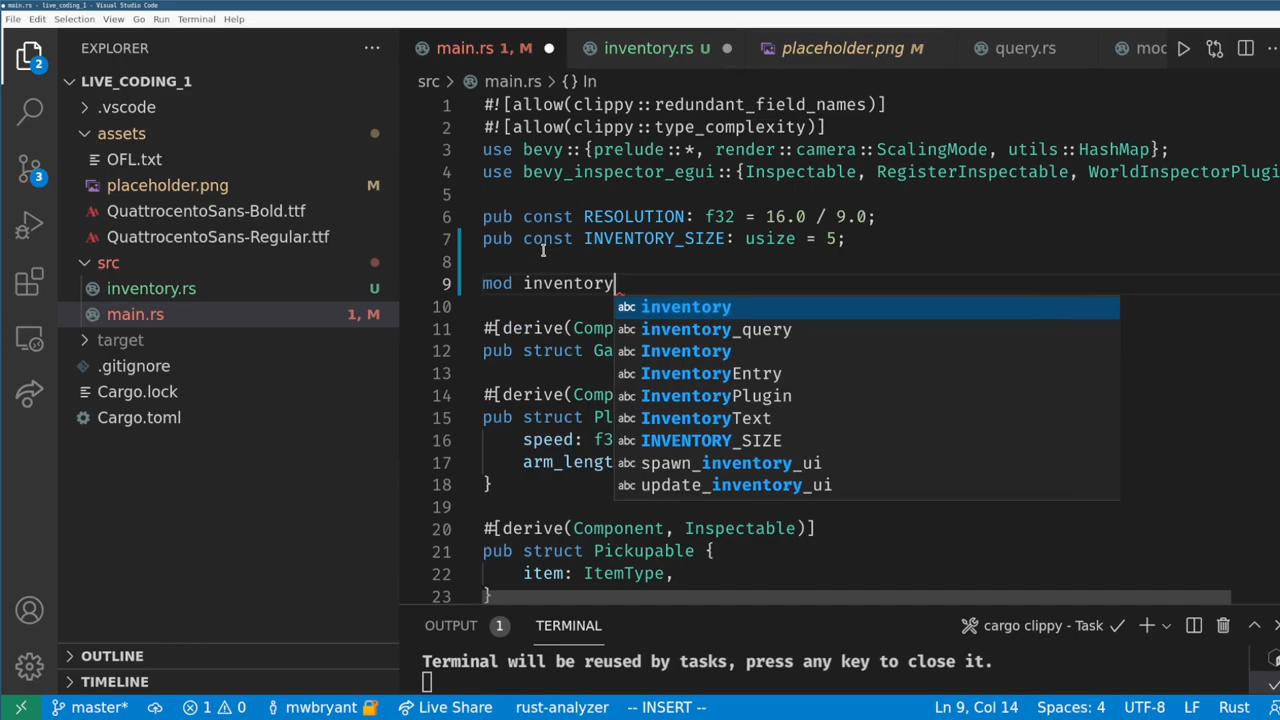 main.rs - live_coding_1 - Visual Studio Code
File Edit Selection View Go Run Terminal Help
EXPLORER
LIVE_CODING_1
.vscode
assets
OFL.txt
placeholder.png M
QuattrocentoSans-Bold.ttf
QuattrocentoSans-Regular.ttf
src
inventory.rs U
main.rs 1, M
target
.gitignore
Cargo.lock
Cargo.toml
OUTLINE
TIMELINE
2
3
main.rs 1, M inventory.rs U placeholder.png M query.rs mod
src > main.rs > {} In
1 #![allow(clippy::redundant_field_names)]
2 #![allow(clippy::type_complexity)]
3 use bevy::{prelude::*, render::camera::ScalingMode, utils::HashMap};
4 use bevy_inspector_egui::{Inspectable, RegisterInspectable, WorldInspectorPlugi
5
6 pub const RESOLUTION: f32 = 16.0 / 9.0;
7 pub const INVENTORY_SIZE: usize = 5;
8
9 mod inventory
10
11 #[derive(Comp
12 pub struct Ga
13
14 #[derive(Comp
15 pub struct Pl
16 speed: f3
17 arm_lengt
18 }
19
20 #[derive(Component, Inspectable)]
21 pub struct Pickupable {
22 item: ItemType,
23 }
abc inventory
abc inventory_query
abc Inventory
abc InventoryEntry
abc InventoryPlugin
abc InventoryText
abc INVENTORY_SIZE
abc spawn_inventory_ui
abc update_inventory_ui
OUTPUT 1 TERMINAL cargo clippy - Task
Terminal will be reused by tasks, press any key to close it.
master* 1 0 mwbryant Live Share rust-analyzer -- INSERT -- Ln 9, Col 14 Spaces: 4 UTF-8 LF Rust